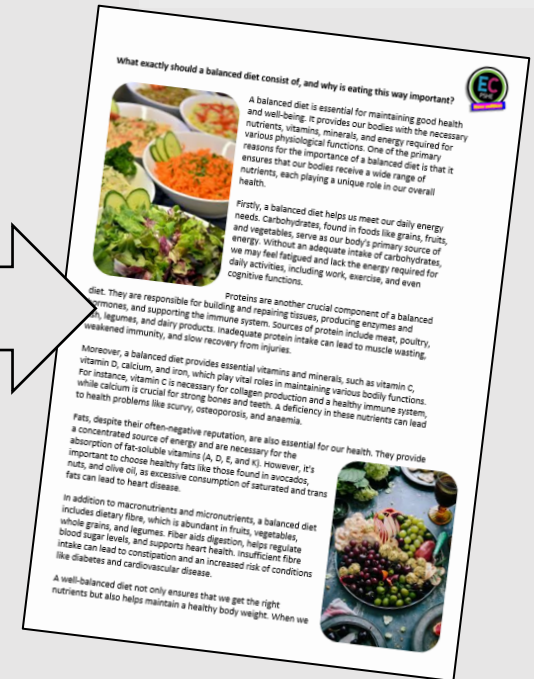 What exactly should a balanced diet consist of, and why is eating this way important?
EC
A balanced diet is essential for maintaining good health
and well-being. It provides our bodies with the necessary
nutrients, vitamins, minerals, and energy required for
various physiological functions. One of the primary
reasons for the importance of a balanced diet is that it
ensures that our bodies receive a wide range of
nutrients, each playing a unique role in our overall
health.
Firstly, a balanced diet helps us meet our daily energy
needs. Carbohydrates, found in foods like grains, fruits,
and vegetables, serve as our body's primary source of
energy. Without an adequate intake of carbohydrates,
we may feel fatigued and lack the energy required for
daily activities, including work, exercise, and even
cognitive functions.
Proteins are another crucial component of a balanced
diet. They are responsible for building and repairing tissues, producing enzymes and
hormones, and supporting the immune system. Sources of protein include meat, poultry,
legumes, and dairy products. Inadequate protein intake can lead to muscle wasting,
weakened immunity, and slow recovery from injuries.
Moreover, a balanced diet provides essential vitamins and minerals, such as vitamin C,
vitamin D, calcium, and iron, which play vital roles in maintaining various bodily functions.
For instance, vitamin C is necessary for collagen production and a healthy immune system,
while calcium is crucial for strong bones and teeth. A deficiency in these nutrients can lead
to health problems like scurvy, osteoporosis, and anaemia.
Fats, despite their often-negative reputation, are also essential for our health. They provide
a concentrated source of energy and are necessary for the
absorption of fat-soluble vitamins (A, D, E, and K). However, it's
important to choose healthy fats like those found in avocados,
nuts, and olive oil, as excessive consumption of saturated and trans
fats can lead to heart disease.
In addition to macronutrients and micronutrients, a balanced diet
includes dietary fibre, which is abundant in fruits, vegetables,
whole grains, and legumes. Fiber aids digestion, helps regulate
blood sugar levels, and supports heart health. Insufficient fibre
intake can lead to constipation and an increased risk of conditions
like diabetes and cardiovascular disease.
A well-balanced diet not only ensures that we get the right
nutrients but also helps maintain a healthy body weight. When we